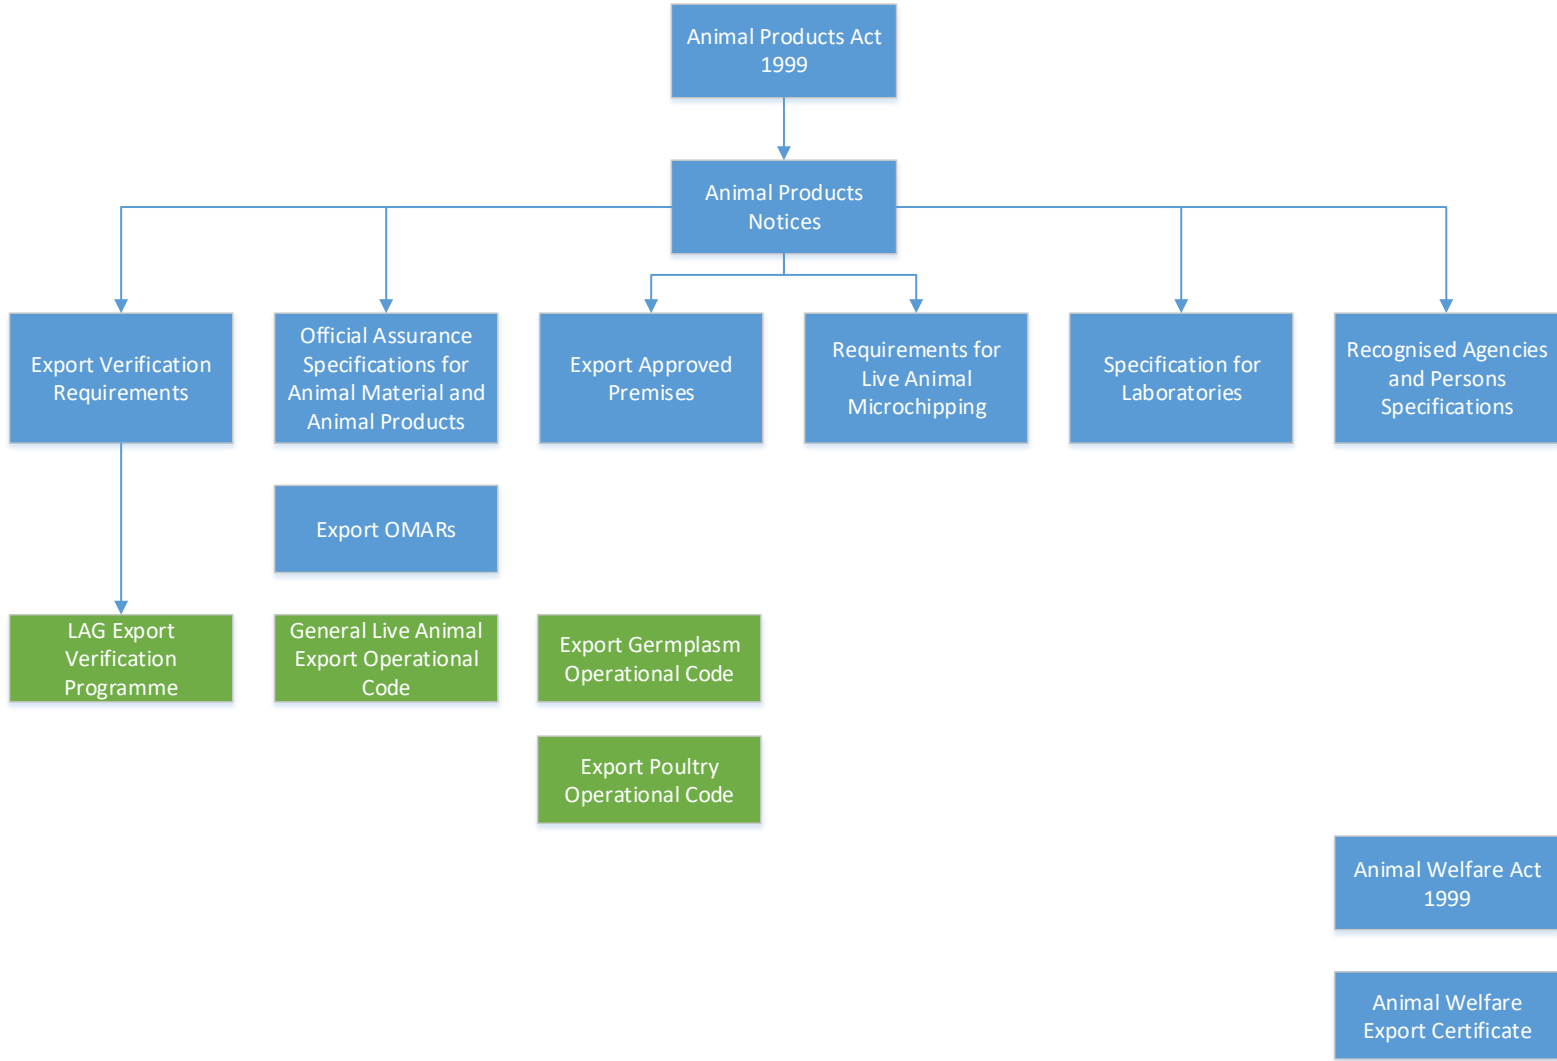 Animal Products Act
1999
Animal Products
Notices
Export Verification
Requirements
Official Assurance
Specifications for
Animal Material and
Animal Products
Export Approved
Premises
Requirements for
Live Animal
Microchipping
Specification for
Laboratories
Recognised Agencies
and Persons
Specifications
Export OMARs
LAG Export
Verification
Programme
General Live Animal
Export Operational
Code
Export Germplasm
Operational Code
Export Poultry
Operational Code
Animal Welfare Act
1999
Animal Welfare
Export Certificate